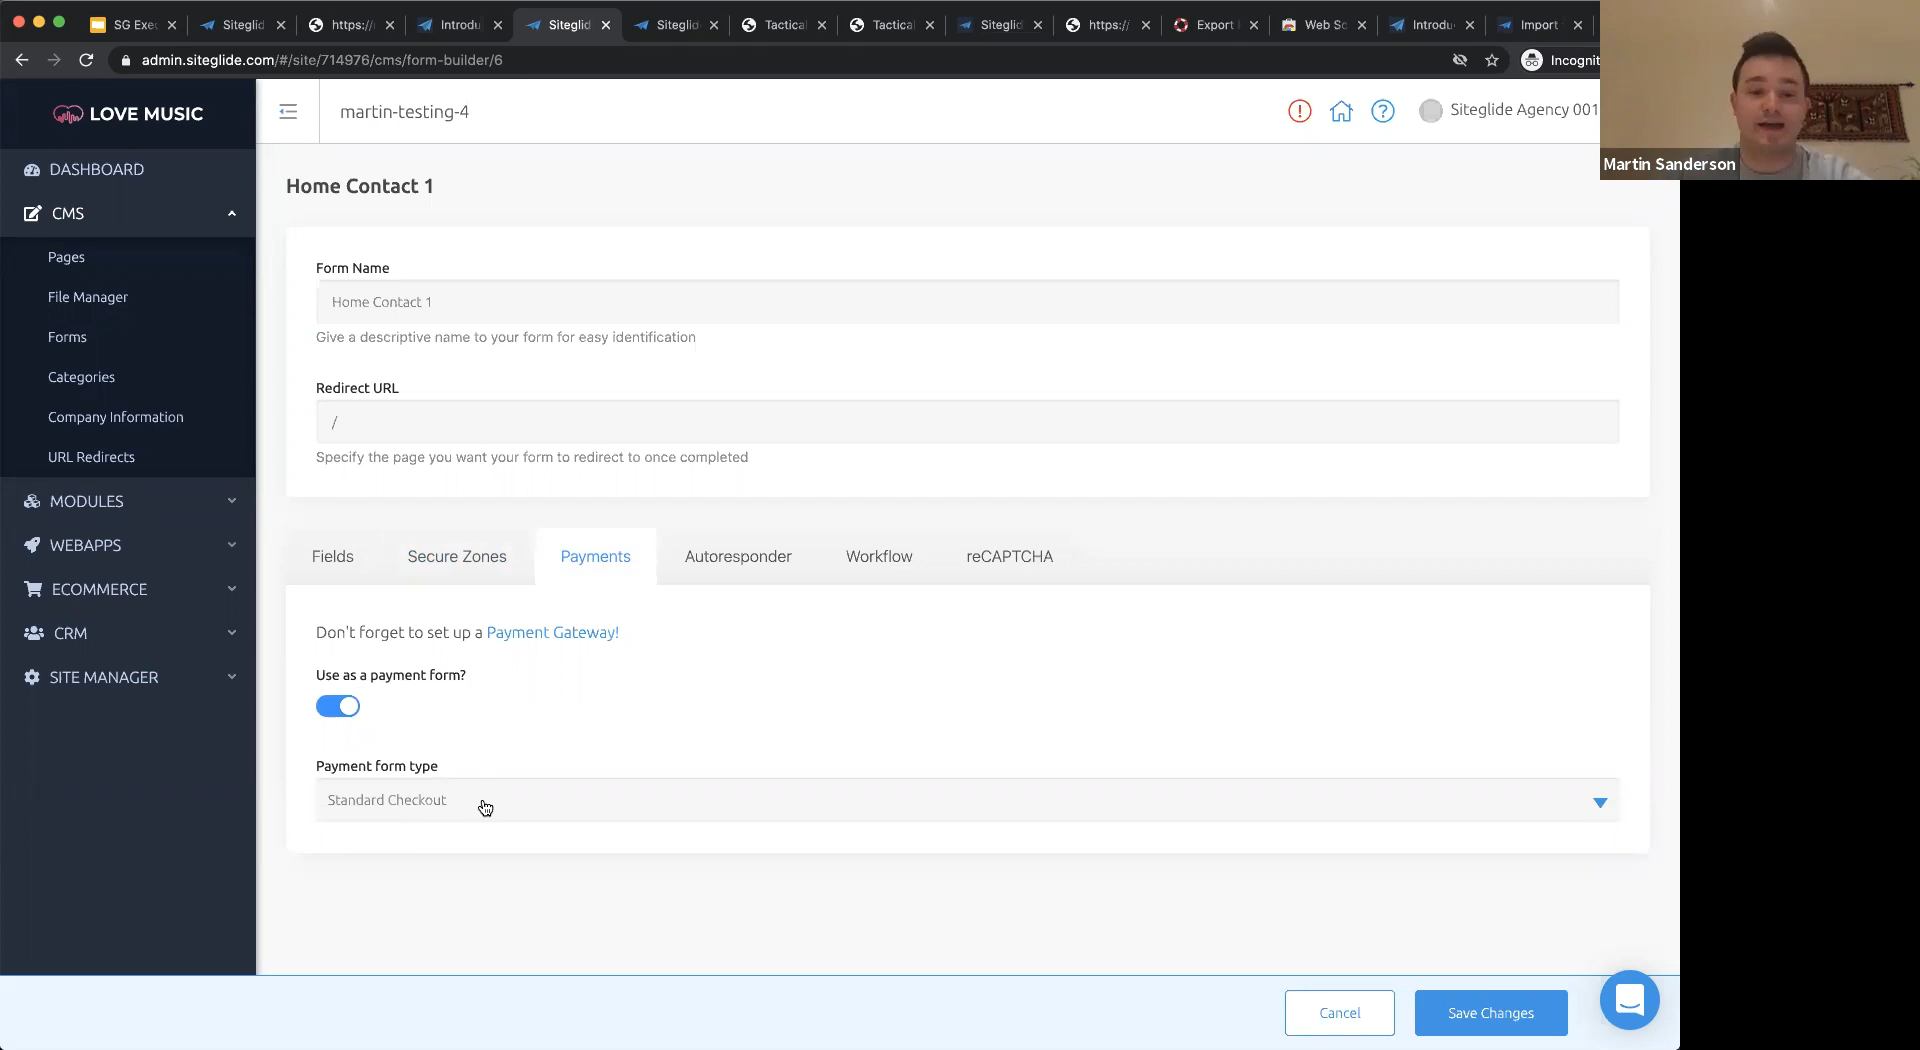 SG Exec
Siteglid
https://
Introdu
Siteglid
Siteglid
Tactical
Tactical
Siteglid
https://
Export
Web Sc
Introdu
Import
admin.siteglide.com/#/site/714976/cms/form-builder/6
Incognit
LOVE MUSIC
martin-testing-4
Siteglide Agency 001
Martin Sanderson
DASHBOARD
CMS
Pages
File Manager
Forms
Categories
Company Information
URL Redirects
MODULES
WEBAPPS
ECOMMERCE
CRM
SITE MANAGER
Home Contact 1
Form Name
Home Contact 1
Give a descriptive name to your form for easy identification
Redirect URL
/
Specify the page you want your form to redirect to once completed
Fields
Secure Zones
Payments
Autoresponder
Workflow
reCAPTCHA
Don't forget to set up a Payment Gateway!
Use as a payment form?
Payment form type
Standard Checkout
Cancel
Save Changes